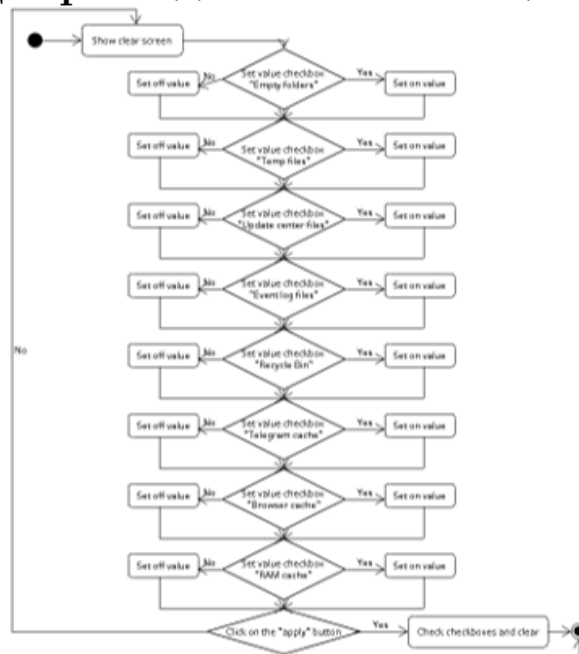 Show clear screen
Set value checkbox
"Empty folders"
No
Yes
Set off value
Set on value
Set value checkbox
"Temp files"
No
Yes
Set off value
Set on value
Set value checkbox
"Update center files"
No
Yes
Set off value
Set on value
Set value checkbox
"Event log files"
No
Yes
Set off value
Set on value
Set value checkbox
"Recycle Bin"
No
Yes
Set off value
Set on value
Set value checkbox
"Telegram cache"
No
Yes
Set off value
Set on value
Set value checkbox
"Browser cache"
No
Yes
Set off value
Set on value
Set value checkbox
"RAM cache"
No
Yes
Set off value
Set on value
Click on the "apply" button
No
Yes
Check checkboxes and clear